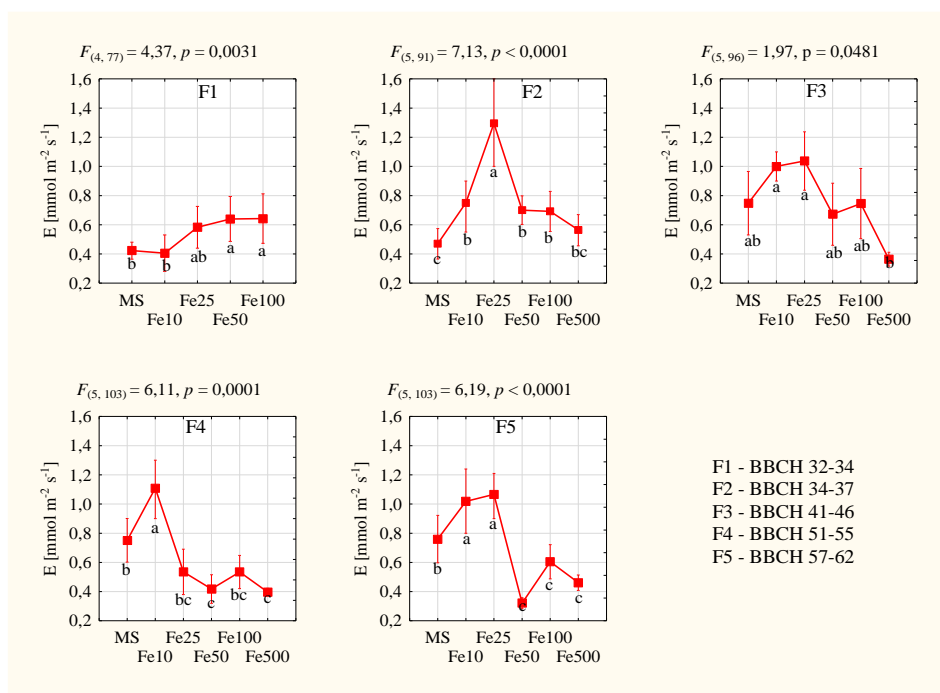 F(4, 77) = 4,37, p = 0,0031
F1
E [mmol m-2 s-1]
1,6
1,4
1,2
1,0
0,8
0,6
0,4
0,2
b
b
ab
a
a
MS
Fe10
Fe25
Fe50
Fe100
F(5, 91) = 7,13, p < 0,0001
F2
E [mmol m-2 s-1]
1,6
1,4
1,2
1,0
0,8
0,6
0,4
0,2
c
b
a
b
b
bc
MS
Fe10
Fe25
Fe50
Fe100
Fe500
F(5, 96) = 1,97, p = 0,0481
F3
E [mmol m-2 s-1]
1,6
1,4
1,2
1,0
0,8
0,6
0,4
0,2
ab
a
a
ab
ab
b
MS
Fe10
Fe25
Fe50
Fe100
Fe500
F(5, 103) = 6,11, p = 0,0001
F4
E [mmol m-2 s-1]
1,6
1,4
1,2
1,0
0,8
0,6
0,4
0,2
b
a
bc
c
bc
c
MS
Fe10
Fe25
Fe50
Fe100
Fe500
F(5, 103) = 6,19, p < 0,0001
F5
E [mmol m-2 s-1]
1,6
1,4
1,2
1,0
0,8
0,6
0,4
0,2
b
a
a
c
c
c
MS
Fe10
Fe25
Fe50
Fe100
Fe500
F1 - BBCH 32-34
F2 - BBCH 34-37
F3 - BBCH 41-46
F4 - BBCH 51-55
F5 - BBCH 57-62